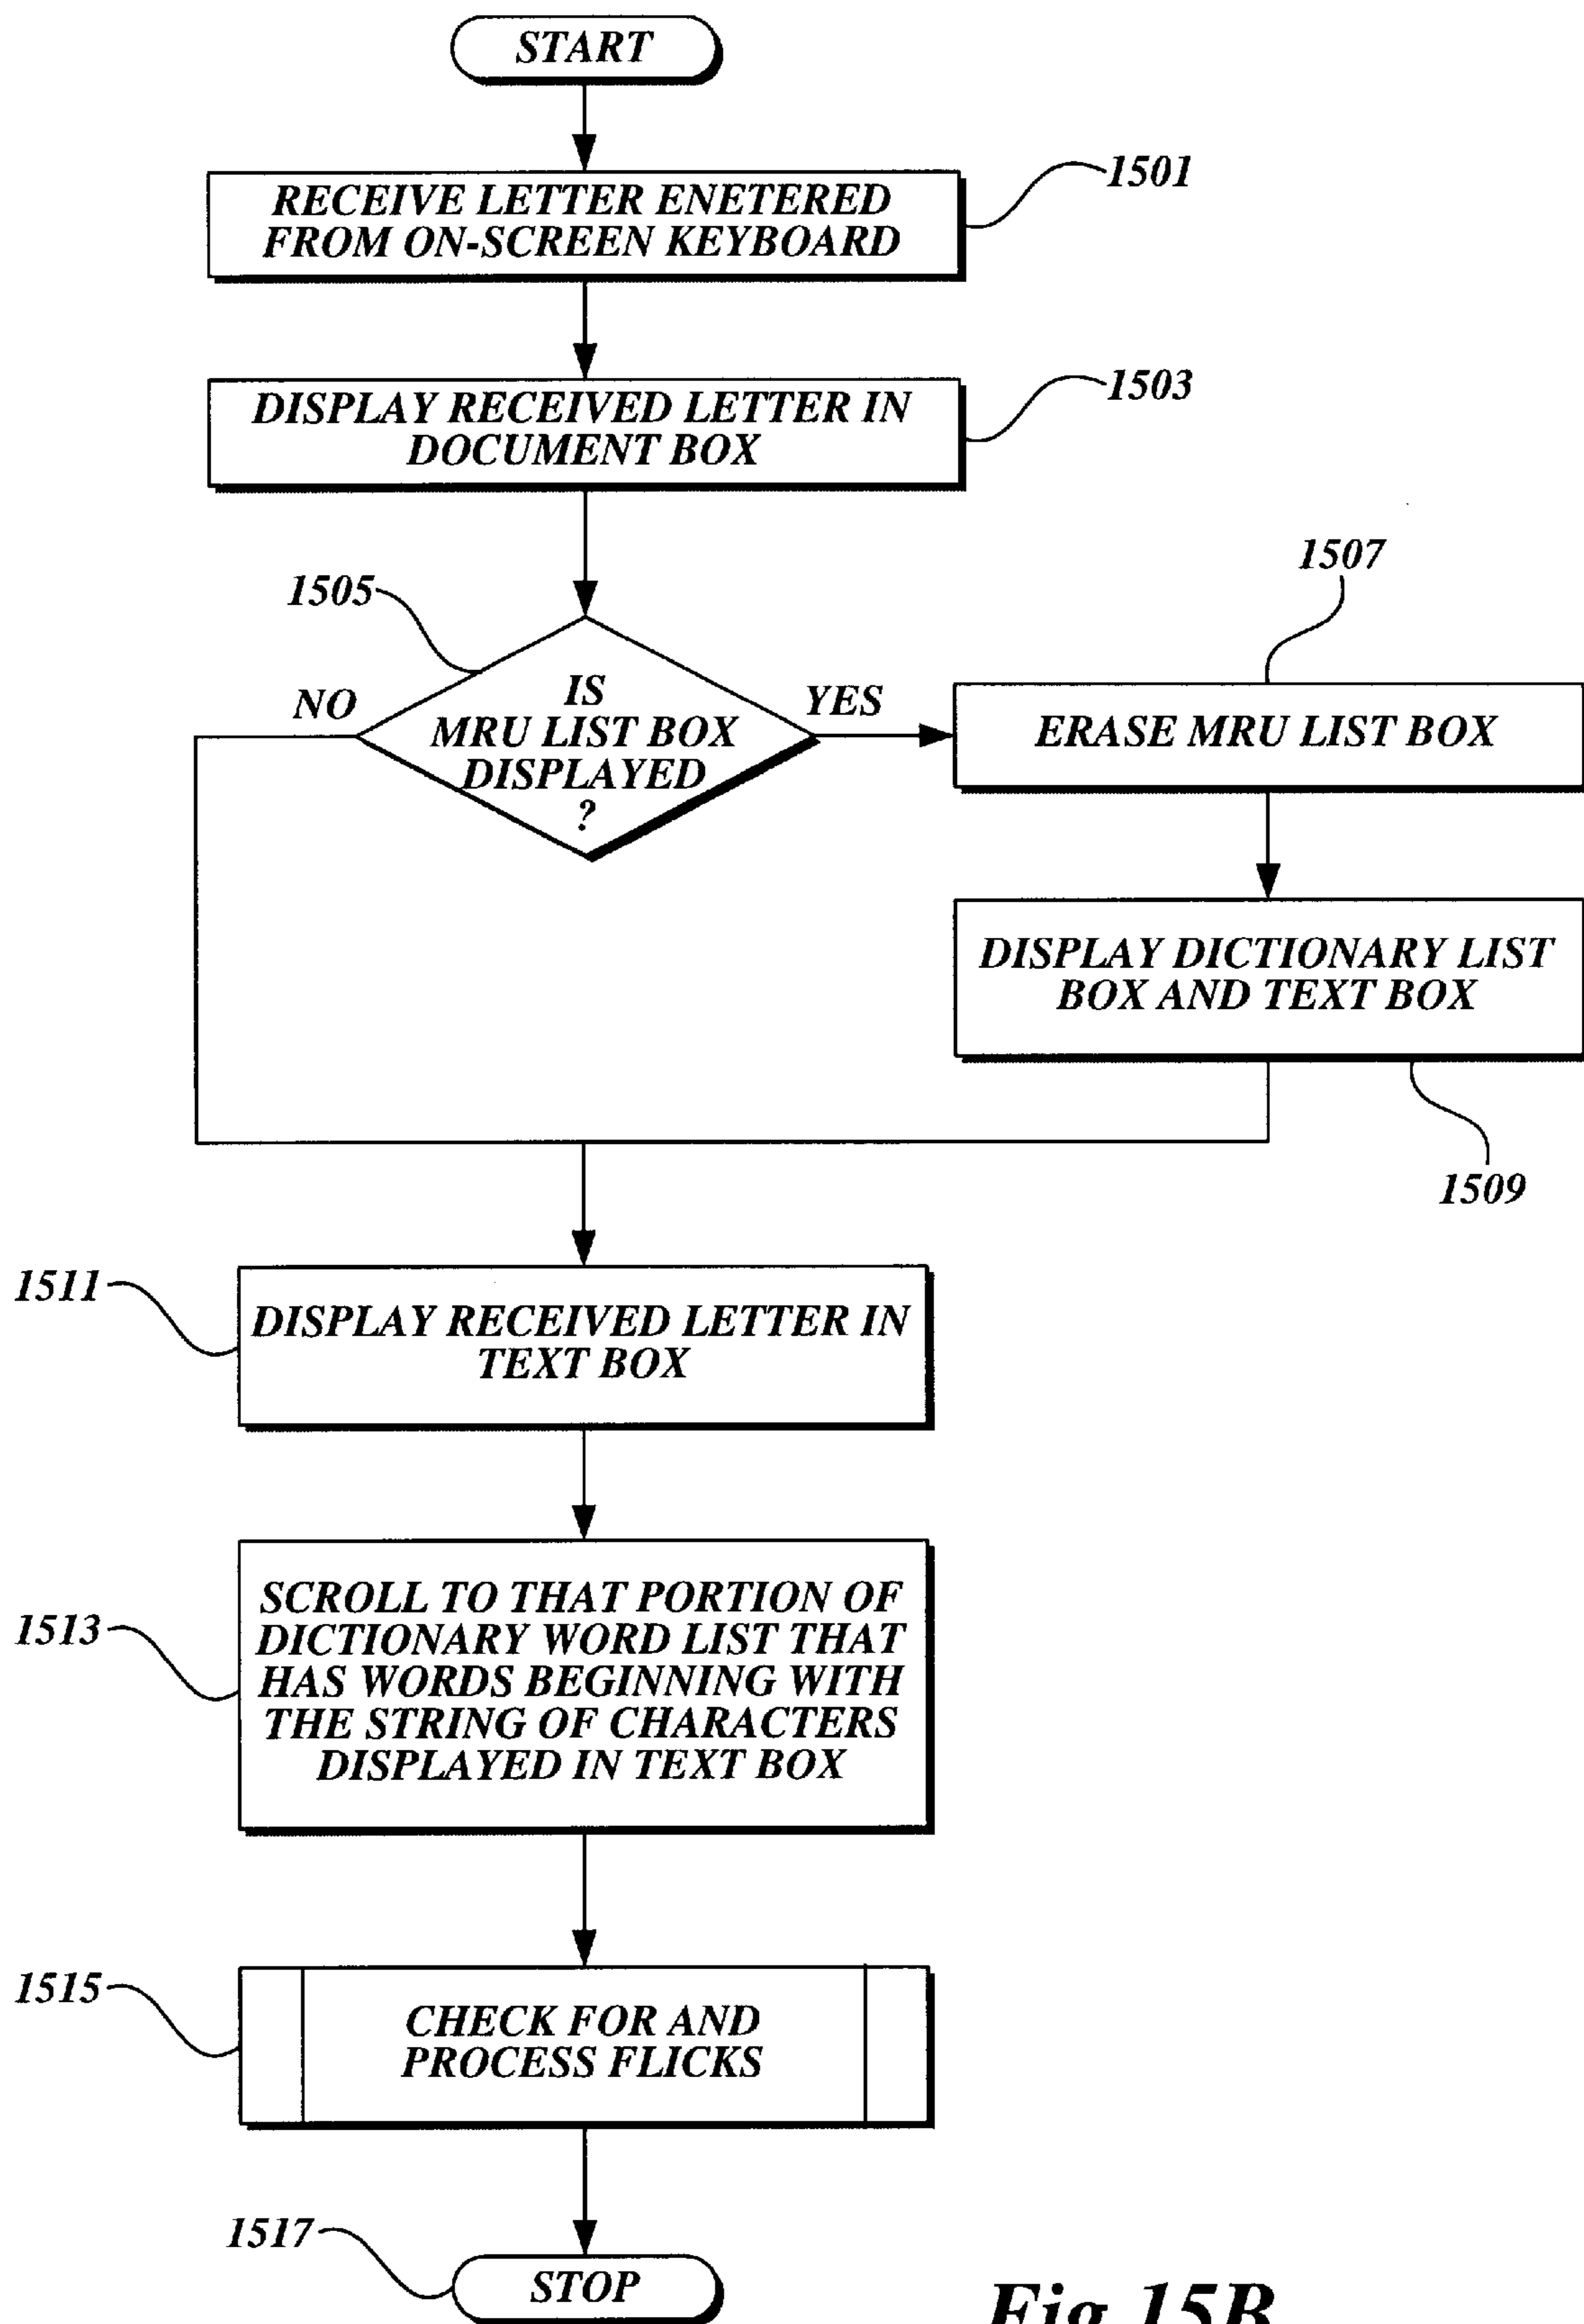 START
1501
RECEIVE LETTER ENETERED
FROM ON-SCREEN KEYBOARD
1503
DISPLAY RECEIVED LETTER IN
DOCUMENT BOX
1507
1505
NO
IS
MRU LIST BOX
DISPLAYED
?
YES
ERASE MRU LIST BOX
DISPLAY DICTIONARY LIST
BOX AND TEXT BOX
1509
1511
DISPLAY RECEIVED LETTER IN
TEXT BOX
1513
SCROLL TO THAT PORTION OF
DICTIONARY WORD LIST THAT
HAS WORDS BEGINNING WITH
THE STRING OF CHARACTERS
DISPLAYED IN TEXT BOX
1515
CHECK FOR AND
PROCESS FLICKS
1517
STOP
Fig. 15B